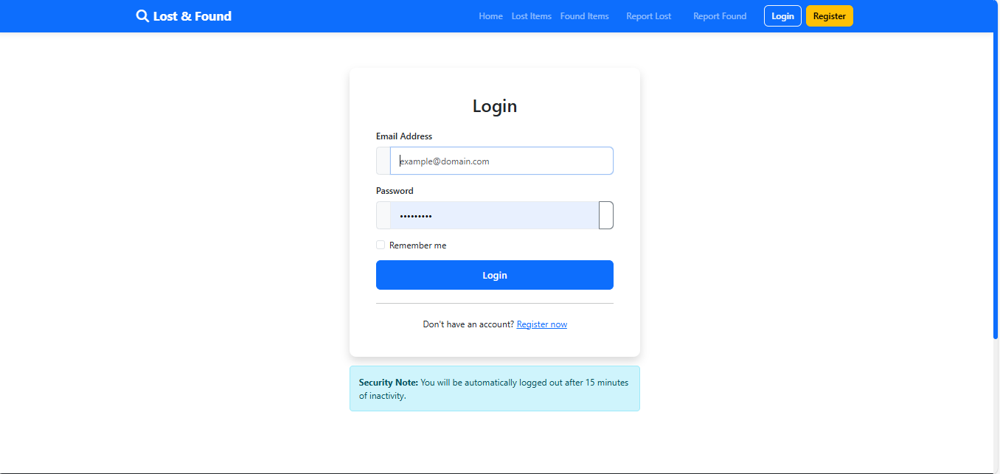 Lost & Found
Home Lost Items Found Items Report Lost Report Found Login Register
Login
Email Address
example@domain.com
Password
•••••••••
Remember me
Login
Don't have an account? Register now
Security Note: You will be automatically logged out after 15 minutes
of inactivity.